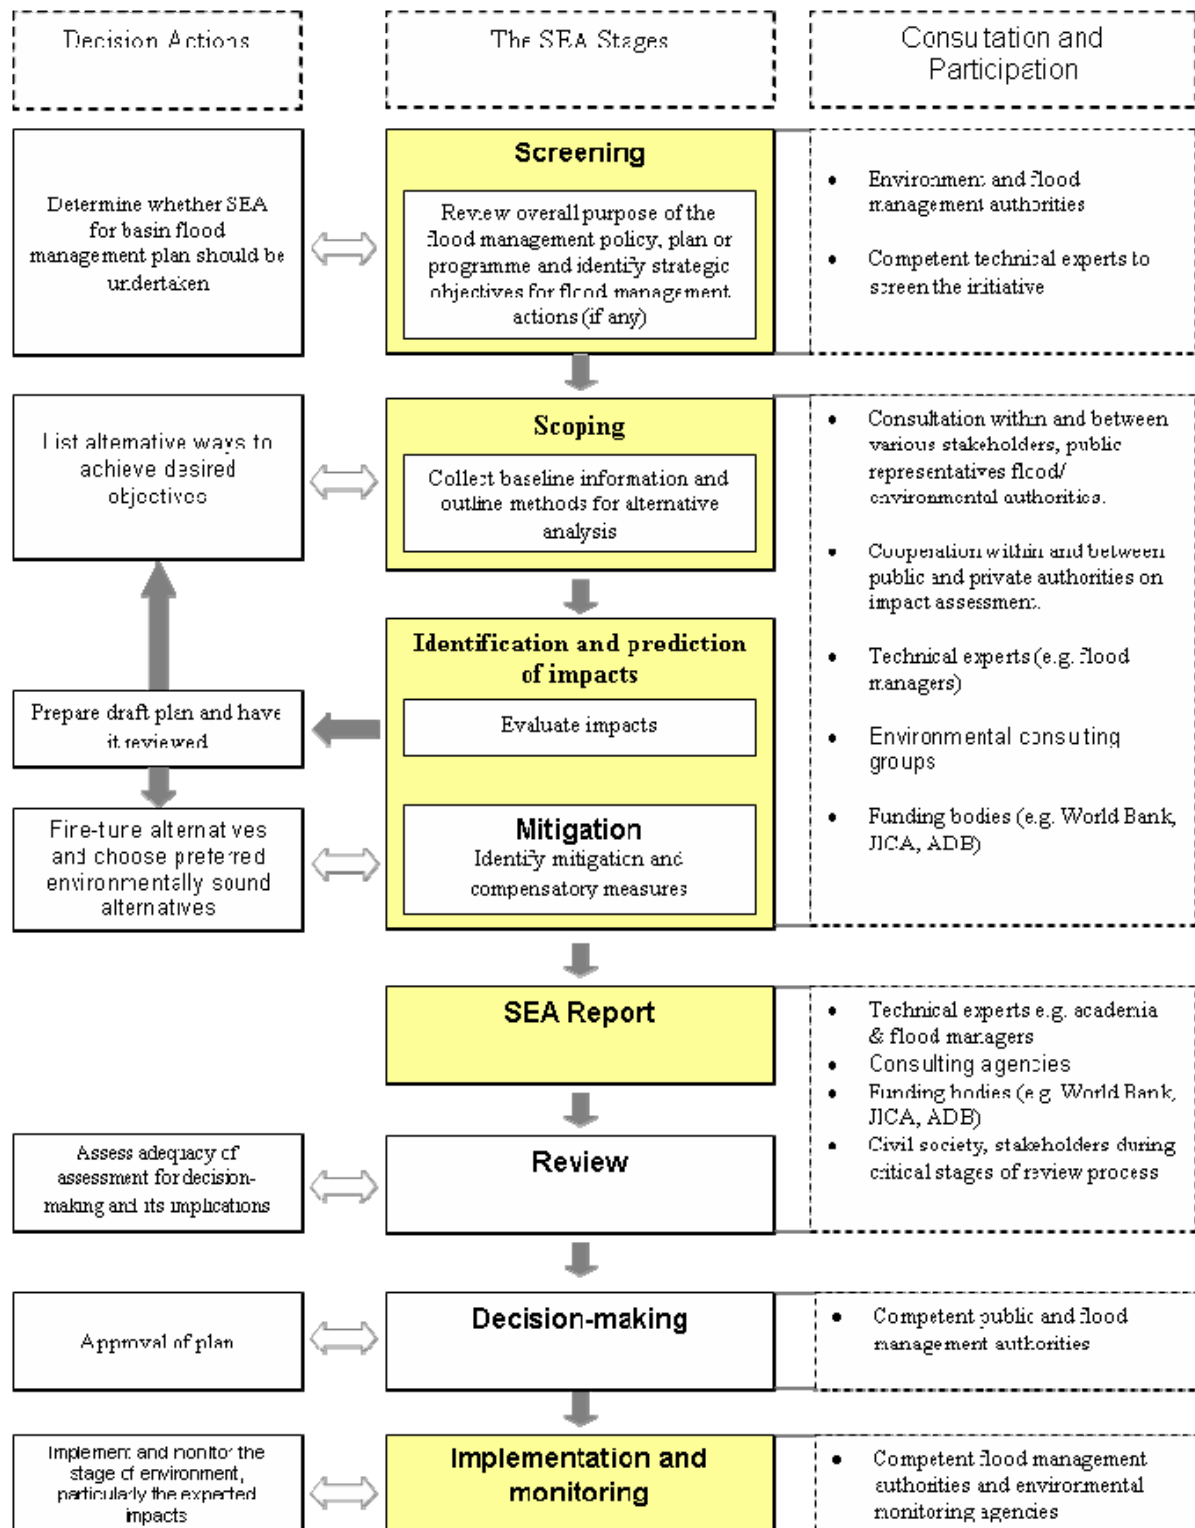 Decision Actions
The SEA Stages
Consultation and
Participation
Determine whether SEA
for basin flood
management plan should be
undertaken
Screening
Review overall purpose of the
flood management policy, plan or
programme and identify strategic
objectives for flood management
actions (if any)
• Environment and flood
management authorities
• Competent technical experts to
screen the initiative
List alternative ways to
achieve desired
objectives
Scoping
Collect baseline information and
outline methods for alternative
analysis
• Consultation within and between
various stakeholders, public
representatives flood/
environmental authorities.
• Cooperation within and between
public and private authorities on
impact assessment.
• Technical experts (e.g. flood
managers)
• Environmental consulting
groups
• Funding bodies (e.g. World Bank,
JICA, ADB)
Identification and prediction
of impacts
Evaluate impacts
Prepare draft plan and have
it reviewed
Fire-ture alternatives
and choose preferred
environmentally sound
alternatives
Mitigation
Identify mitigation and
compensatory measures
SEA Report
• Technical experts e.g. academia
& flood managers
• Consulting agencies
• Funding bodies (e.g. World Bank,
JICA, ADB)
• Civil society, stakeholders during
critical stages of review process
Assess adequacy of
assessment for decision-
making and its implications
Review
Approval of plan
Decision-making
• Competent public and flood
management authorities
Implement and monitor the
stage of environment,
particularly the expected
impacts
Implementation and
monitoring
• Competent flood management
authorities and environmental
monitoring agencies